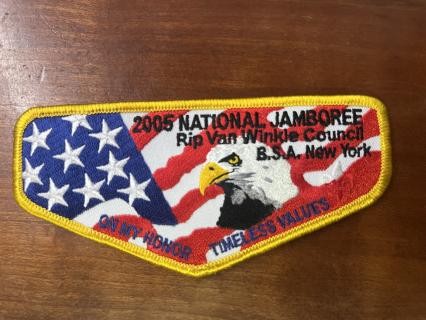 2005 NATIONAL JAMBOREE
Rip Van Winkle Council
B.S.A. New York
ON MY HONOR TIMELESS VALUES